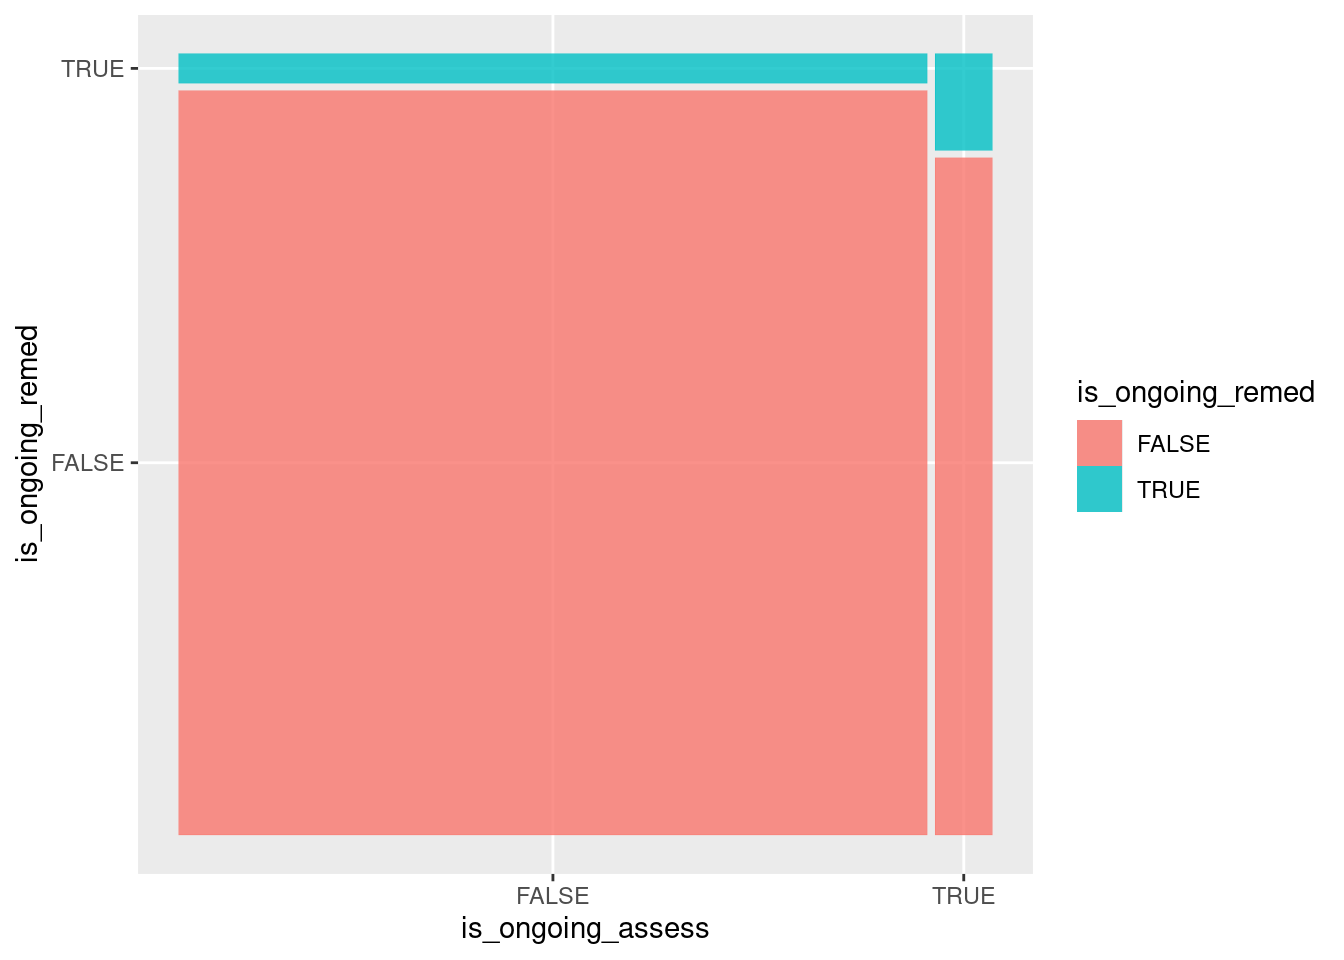 TRUE
FALSE
is_ongoing_remed
FALSE
TRUE
is_ongoing_assess
is_ongoing_remed
FALSE
TRUE